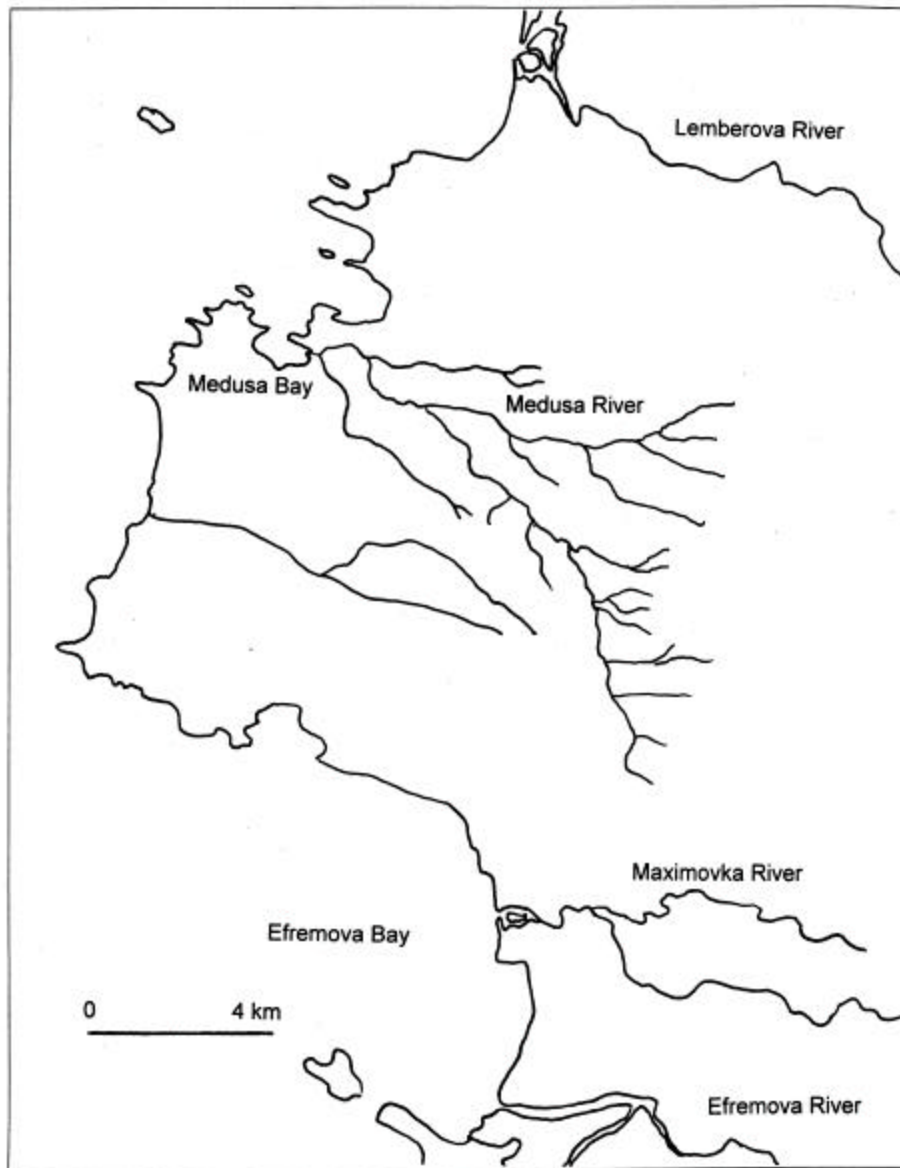 Lemberova River
Medusa Bay
Medusa River
Maximovka River
Efremova Bay
0 4 km
Efremova River